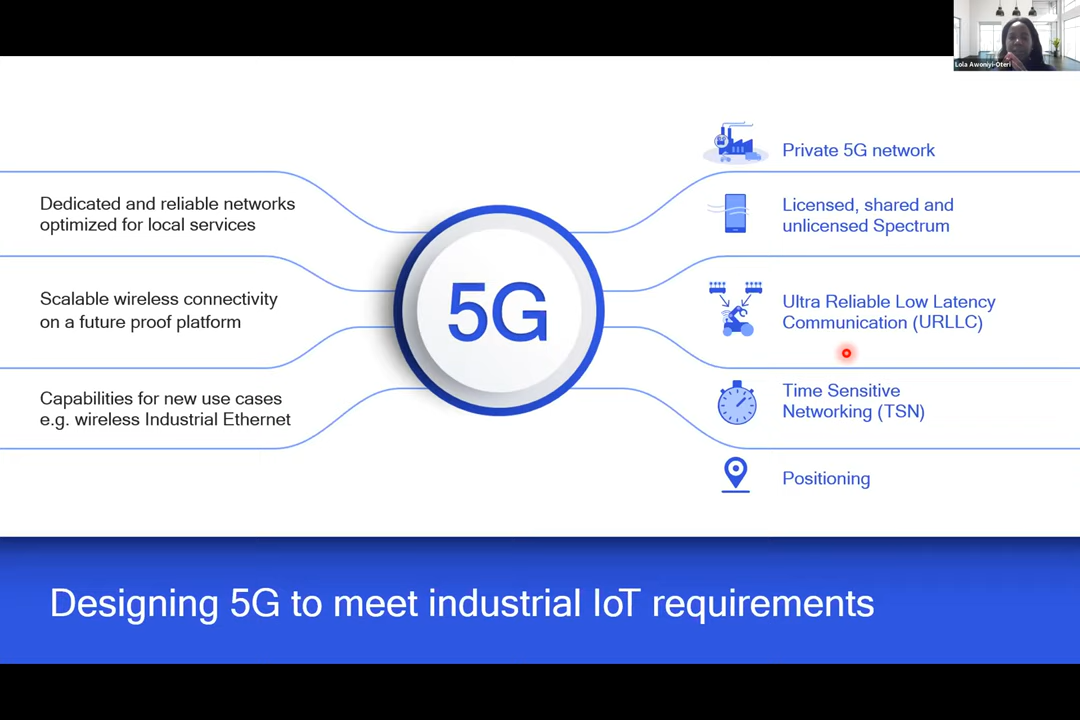 Lola Awoniyi-Oteri
Dedicated and reliable networks
optimized for local services
Scalable wireless connectivity
on a future proof platform
Capabilities for new use cases
e.g. wireless Industrial Ethernet
5G
Private 5G network
Licensed, shared and
unlicensed Spectrum
Ultra Reliable Low Latency
Communication (URLLC)
Time Sensitive
Networking (TSN)
Positioning
Designing 5G to meet industrial IoT requirements